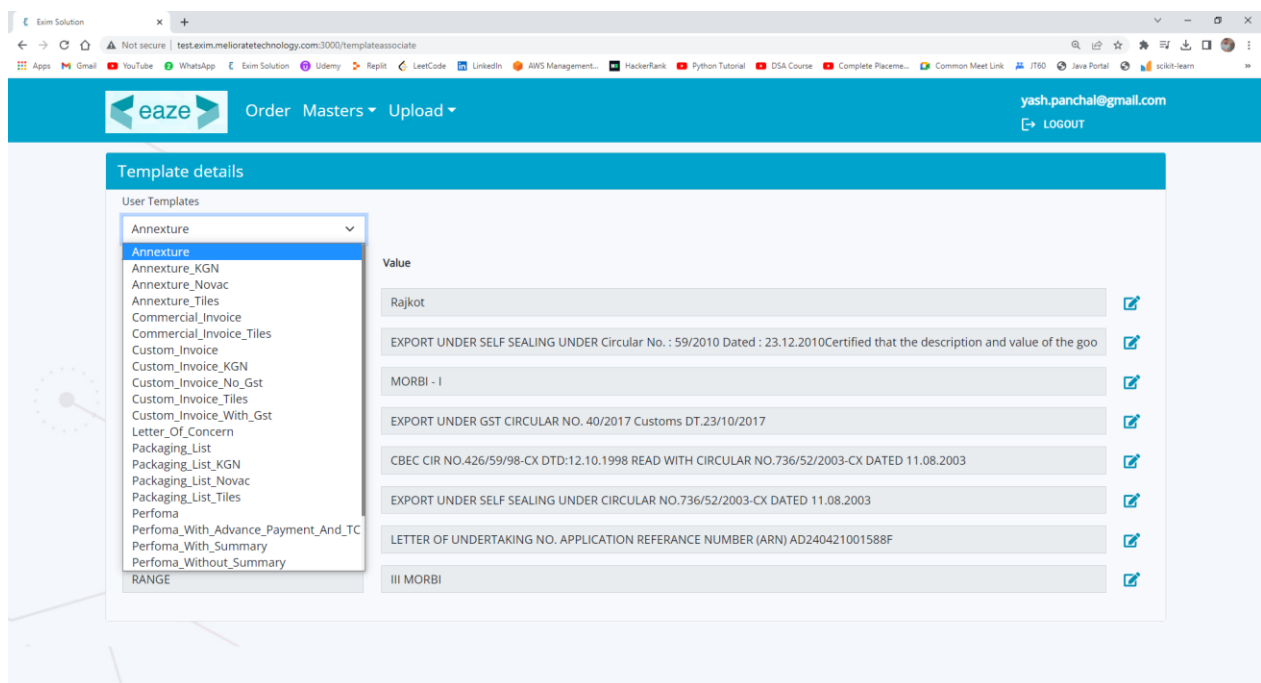 Exim Solution
Not secure | test.exim.melioratetechnology.com:3000/templateassociate
Apps Gmail YouTube WhatsApp Exim Solution Udemy Replit LeetCode LinkedIn AWS Management... HackerRank Python Tutorial DSA Course Complete Placeme... Common Meet Link JT60 Java Portal scikit-learn »
eaze Order Masters Upload
yash.panchal@gmail.com
LOGOUT
Template details
User Templates
Annexture
Annexture
Annexture_KGN
Annexture_Novac
Annexture_Tiles
Commercial_Invoice
Commercial_Invoice_Tiles
Custom_Invoice
Custom_Invoice_KGN
Custom_Invoice_No_Gst
Custom_Invoice_Tiles
Custom_Invoice_With_Gst
Letter_Of_Concern
Packaging_List
Packaging_List_KGN
Packaging_List_Novac
Packaging_List_Tiles
Perfoma
Perfoma_With_Advance_Payment_And_TC
Perfoma_With_Summary
Perfoma_Without_Summary
RANGE
Value
Rajkot
EXPORT UNDER SELF SEALING UNDER Circular No. : 59/2010 Dated : 23.12.2010Certified that the description and value of the goo
MORBI - I
EXPORT UNDER GST CIRCULAR NO. 40/2017 Customs DT.23/10/2017
CBEC CIR NO.426/59/98-CX DTD:12.10.1998 READ WITH CIRCULAR NO.736/52/2003-CX DATED 11.08.2003
EXPORT UNDER SELF SEALING UNDER CIRCULAR NO.736/52/2003-CX DATED 11.08.2003
LETTER OF UNDERTAKING NO. APPLICATION REFERANCE NUMBER (ARN) AD240421001588F
III MORBI